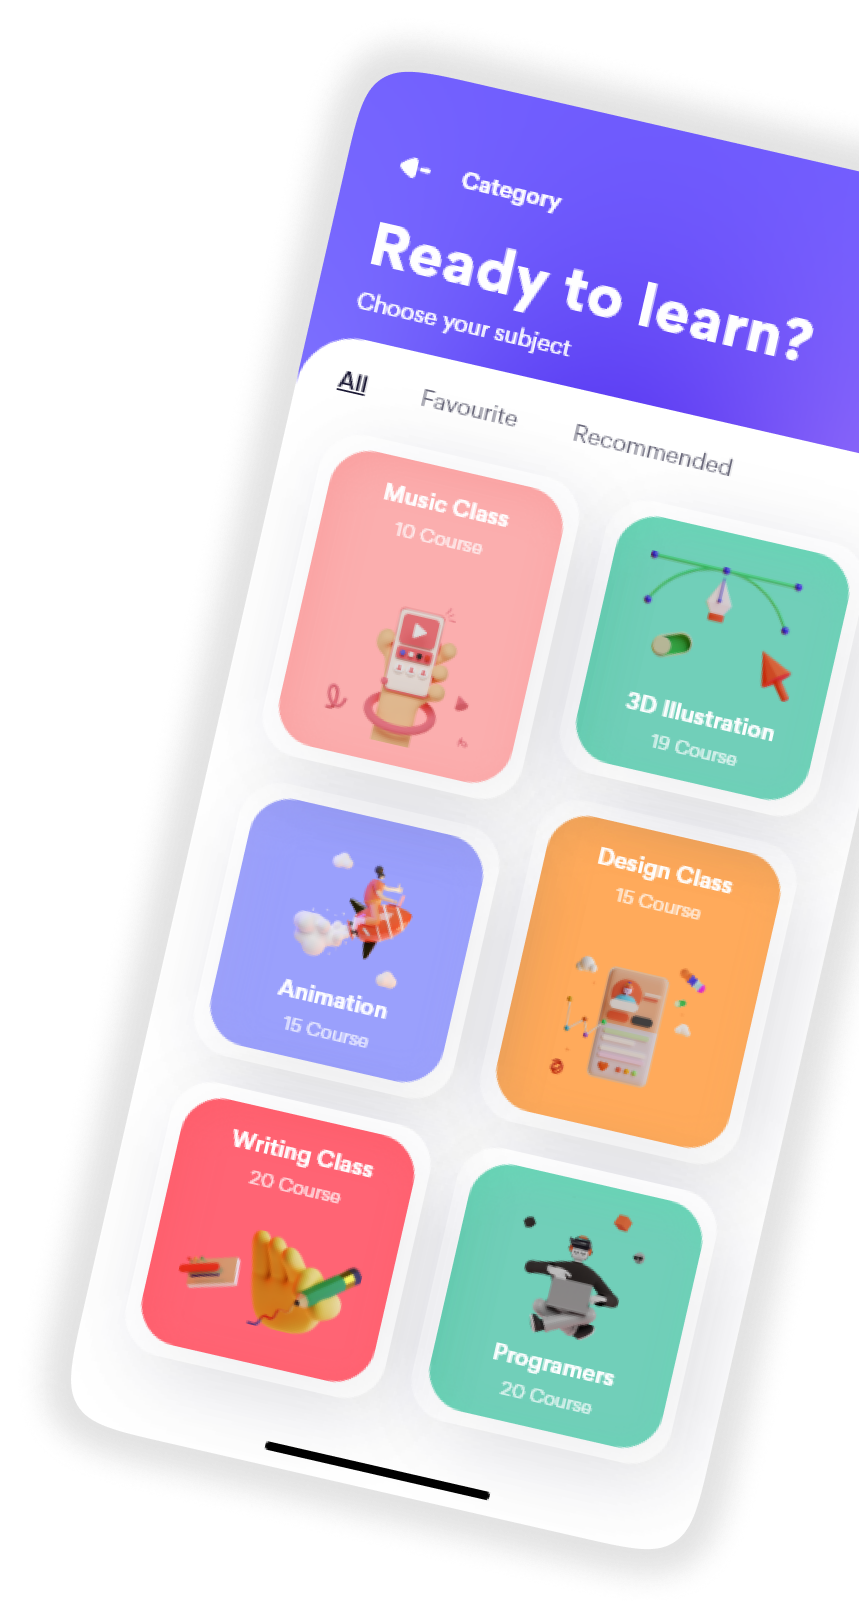 Category
Ready to learn?
Choose your subject
All
Favourite
Recommended
Music Class
10 Course
3D Illustration
19 Course
Animation
15 Course
Design Class
15 Course
Writing Class
20 Course
Programers
20 Course